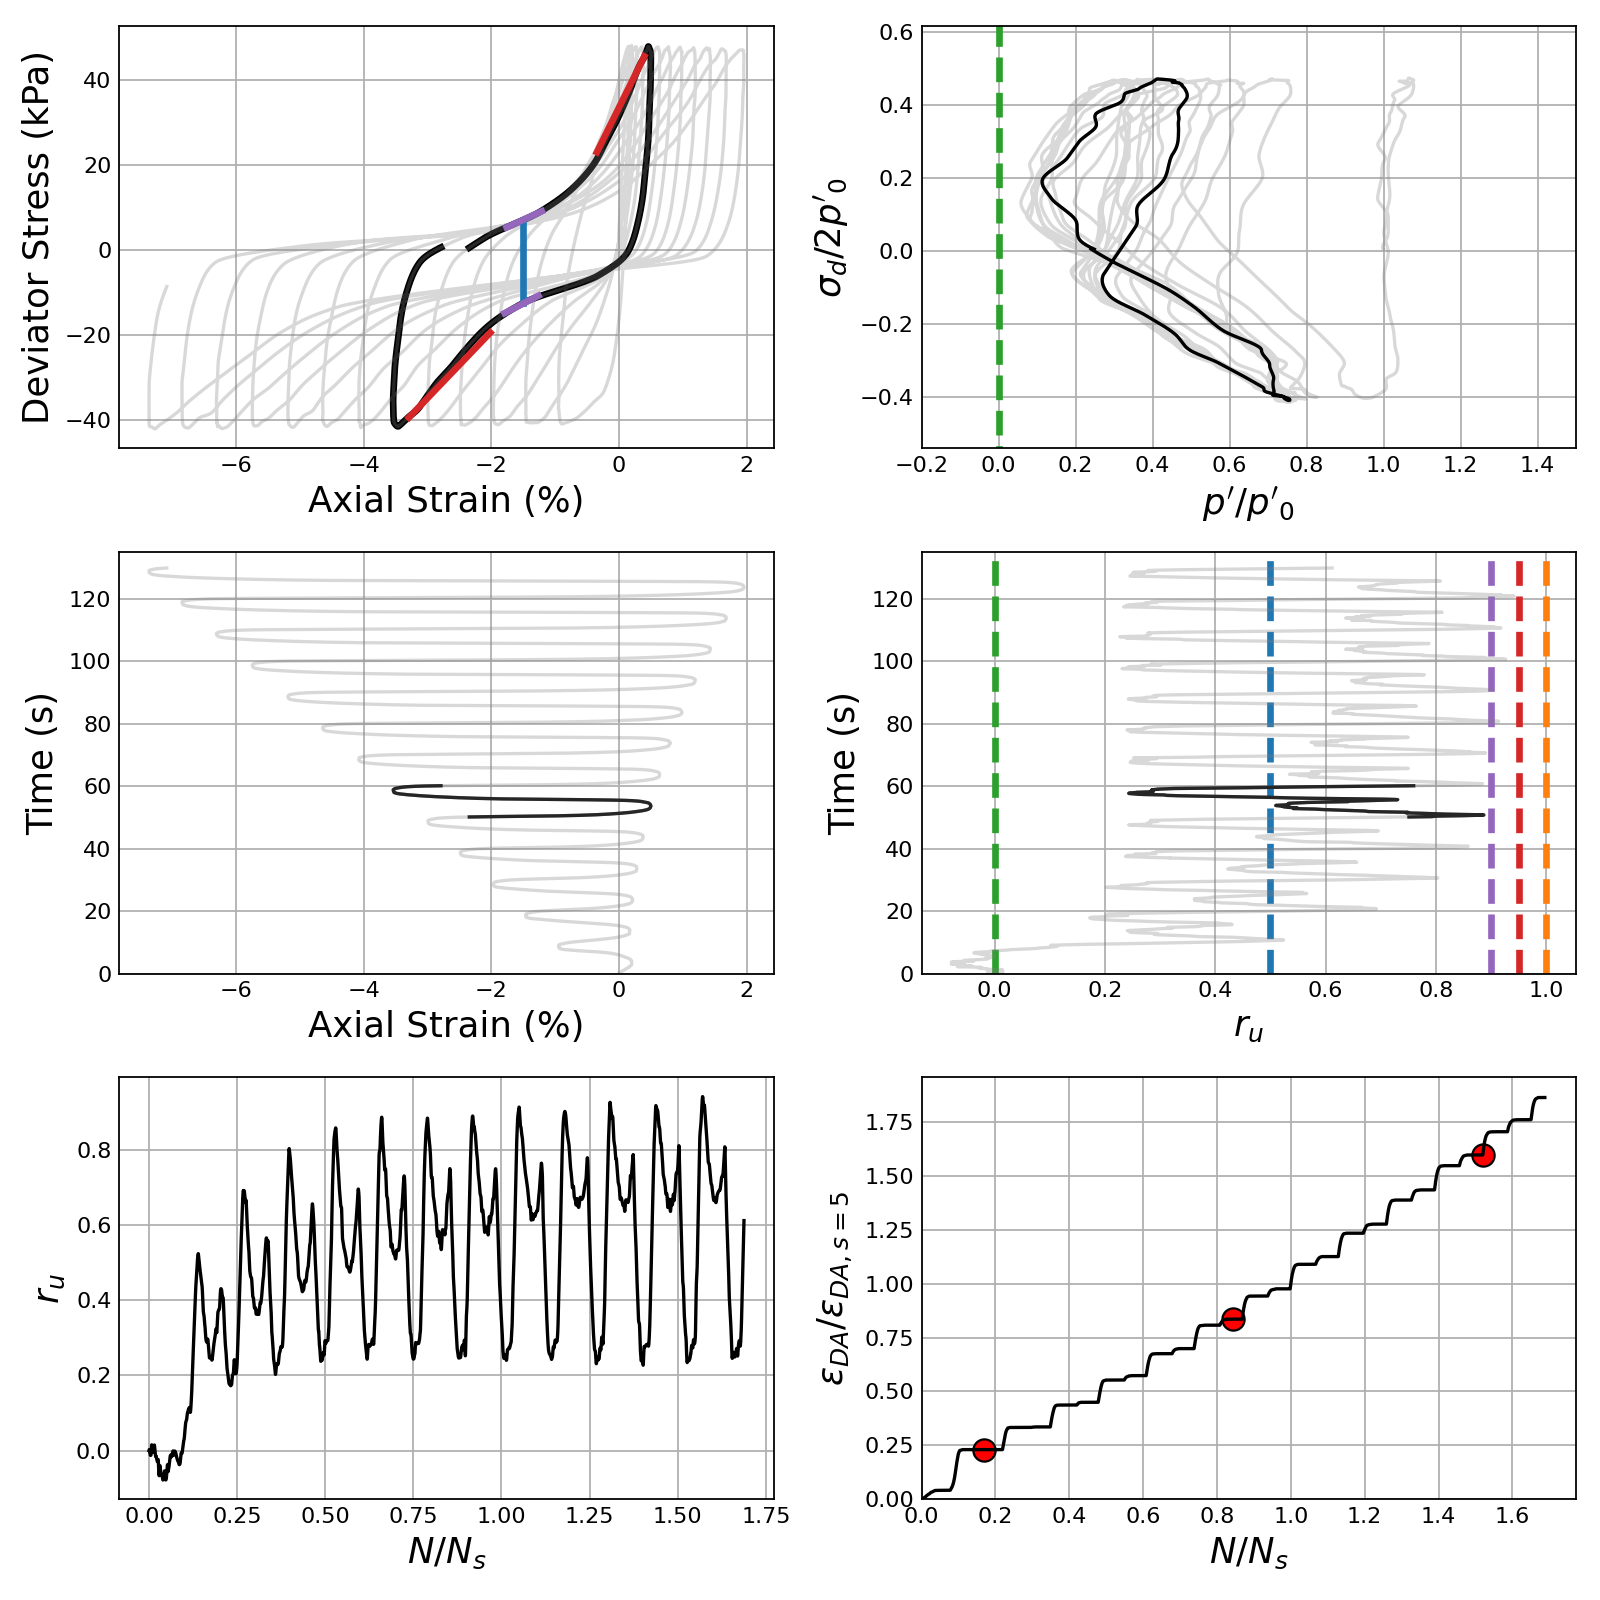 Deviator Stress (kPa)
40
20
0
−20
−40
−6 −4 −2 0 2
Axial Strain (%)
σd/2p′0
0.6
0.4
0.2
0.0
−0.2
−0.4
−0.2 0.0 0.2 0.4 0.6 0.8 1.0 1.2 1.4
p′/p′0
Time (s)
120
100
80
60
40
20
0
−6 −4 −2 0 2
Axial Strain (%)
Time (s)
120
100
80
60
40
20
0
0.0 0.2 0.4 0.6 0.8 1.0
ru
ru
0.8
0.6
0.4
0.2
0.0
0.00 0.25 0.50 0.75 1.00 1.25 1.50 1.75
N/Ns
εDA/εDA, s = 5
1.75
1.50
1.25
1.00
0.75
0.50
0.25
0.00
0.0 0.2 0.4 0.6 0.8 1.0 1.2 1.4 1.6
N/Ns